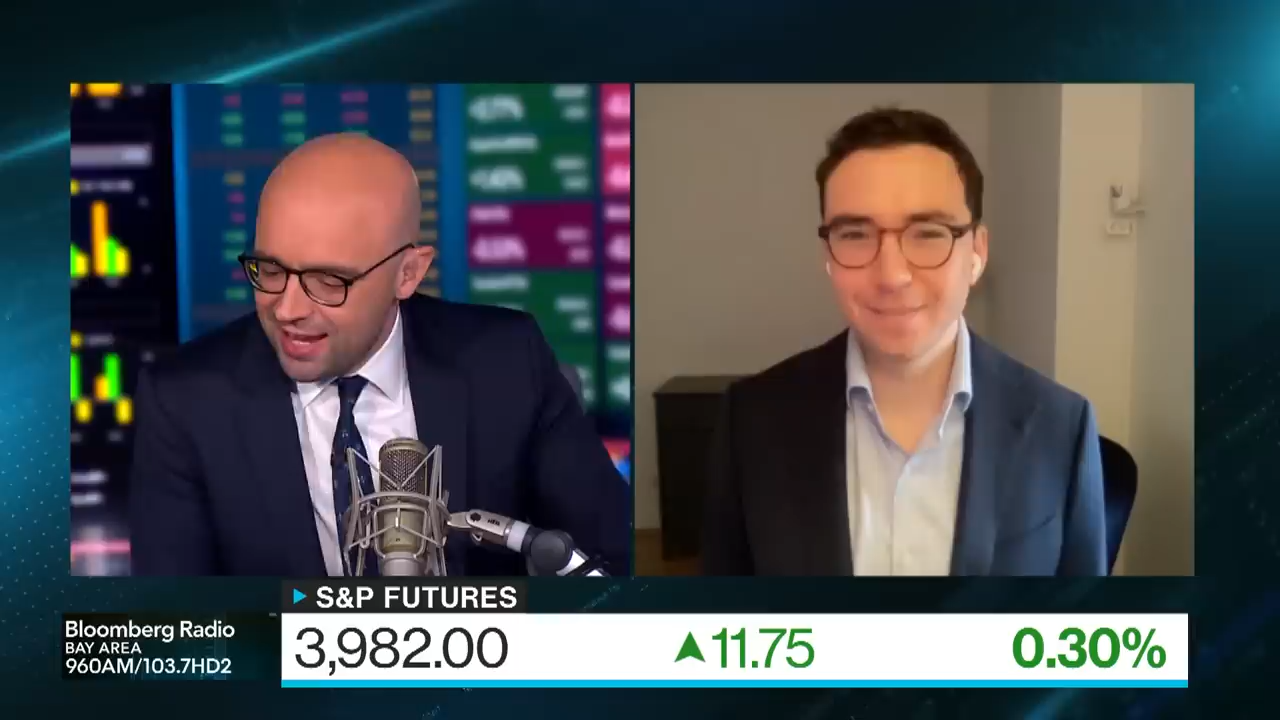 S&P FUTURES
Bloomberg Radio
BAY AREA
960AM/103.7HD2
3,982.00 11.75 0.30%